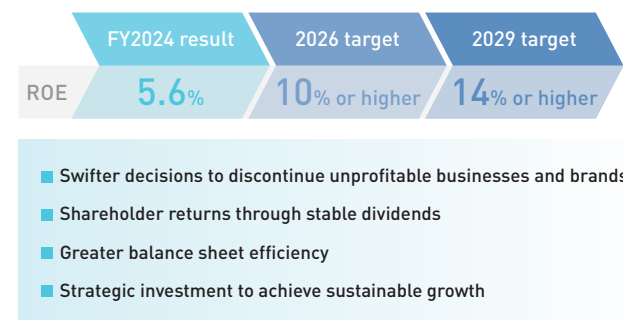 FY2024 result 2026 target 2029 target
ROE 5.6% 10% or higher 14% or higher
Swifter decisions to discontinue unprofitable businesses and brands
Shareholder returns through stable dividends
Greater balance sheet efficiency
Strategic investment to achieve sustainable growth